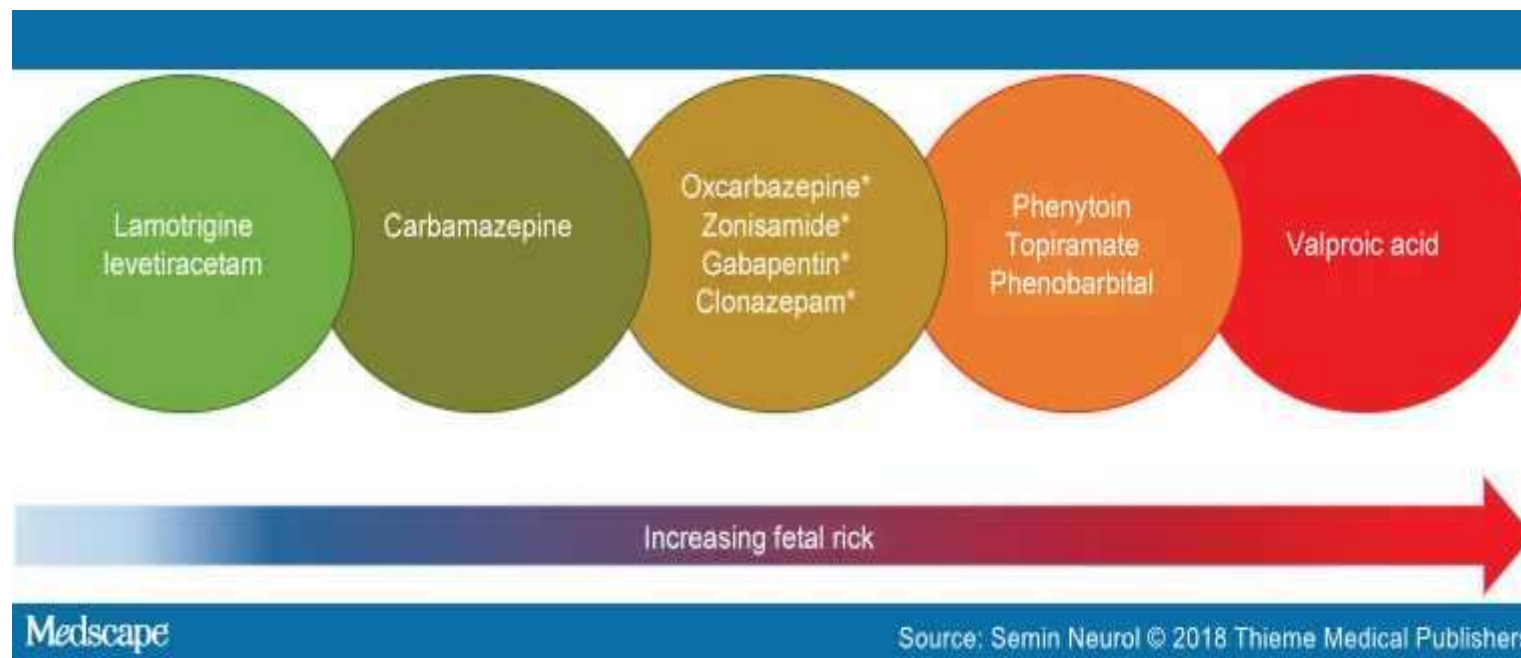 Lamotrigine
levetiracetam
Carbamazepine
Oxcarbazepine*
Zonisamide*
Gabapentin*
Clonazepam*
Phenytoin
Topiramate
Phenobarbital
Valproic acid
Increasing fetal rick
Medscape
Source: Semin Neurol © 2018 Thieme Medical Publishers